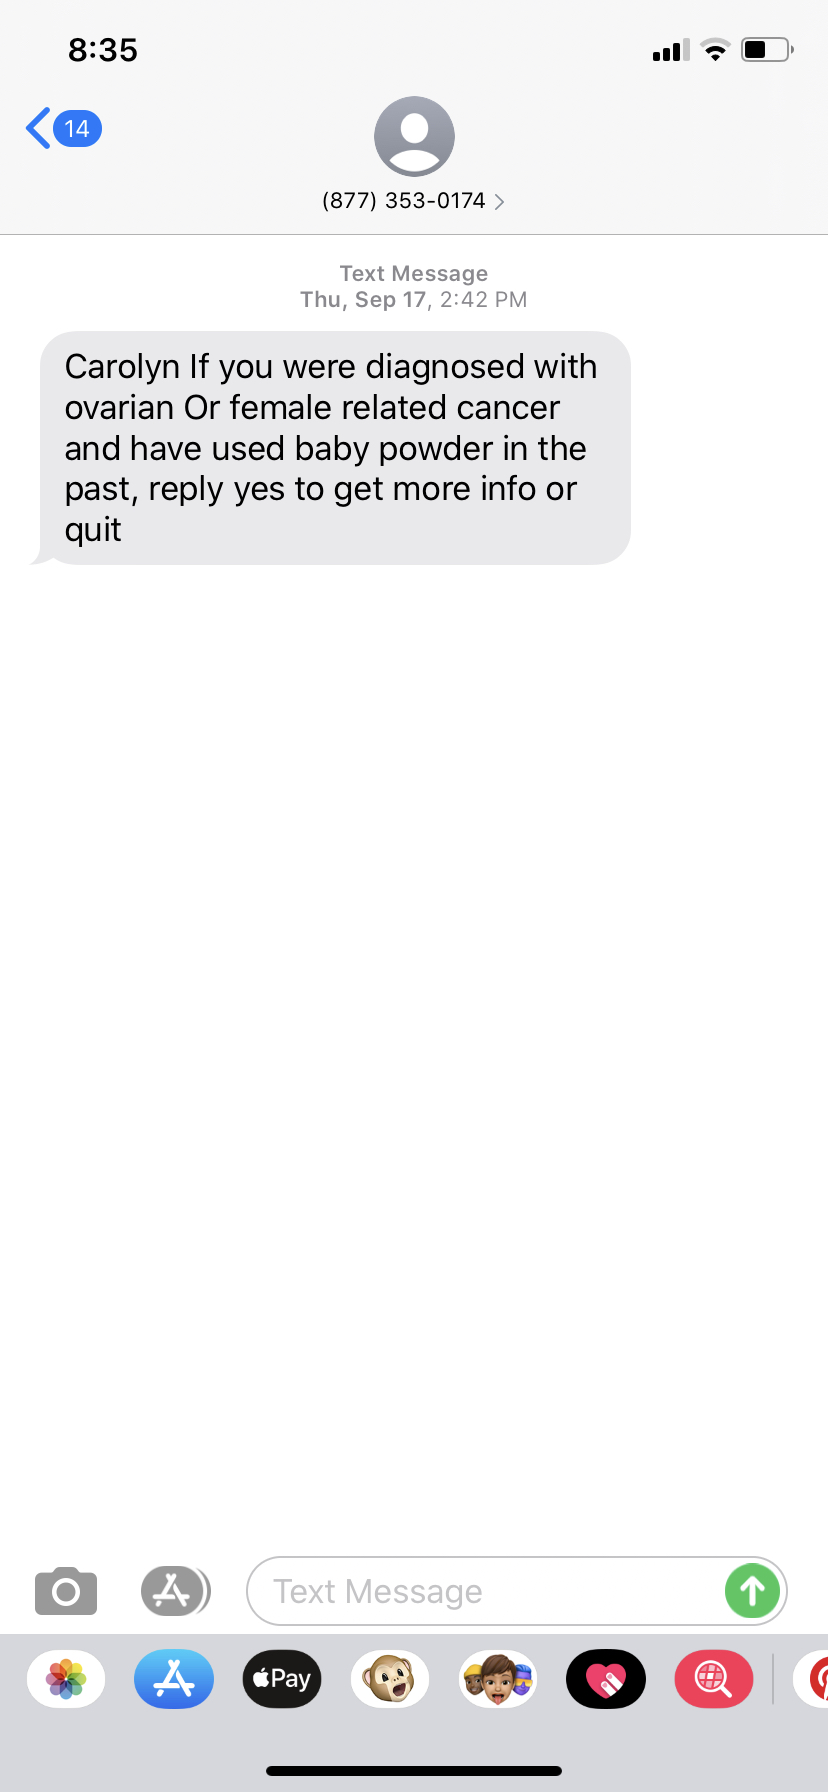 8:35
14
(877) 353-0174
Text Message
Thu, Sep 17, 2:42 PM
Carolyn If you were diagnosed with
ovarian Or female related cancer
and have used baby powder in the
past, reply yes to get more info or
quit
Text Message
Pay